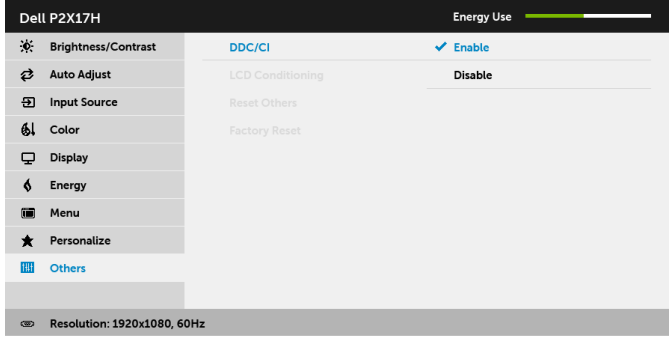 Dell P2X17H
Energy Use
Brightness/Contrast
DDC/CI
Enable
Auto Adjust
LCD Conditioning
Disable
Input Source
Reset Others
Color
Factory Reset
Display
Energy
Menu
Personalize
Others
Resolution: 1920x1080, 60Hz